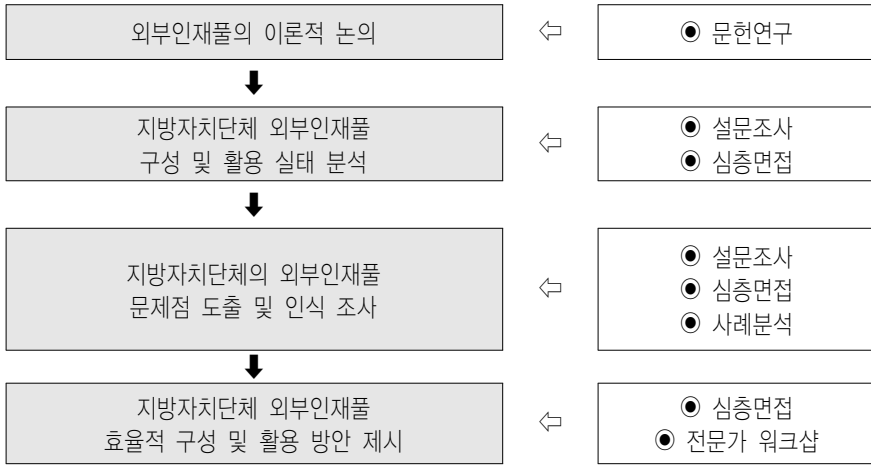 외부인재풀의 이론적 논의
⇦
◉ 문헌연구
지방자치단체 외부인재풀
구성 및 활용 실태 분석
⇦
◉ 설문조사
◉ 심층면접
지방자치단체의 외부인재풀
문제점 도출 및 인식 조사
⇦
◉ 설문조사
◉ 심층면접
◉ 사례분석
지방자치단체 외부인재풀
효율적 구성 및 활용 방안 제시
⇦
◉ 심층면접
◉ 전문가 워크샵